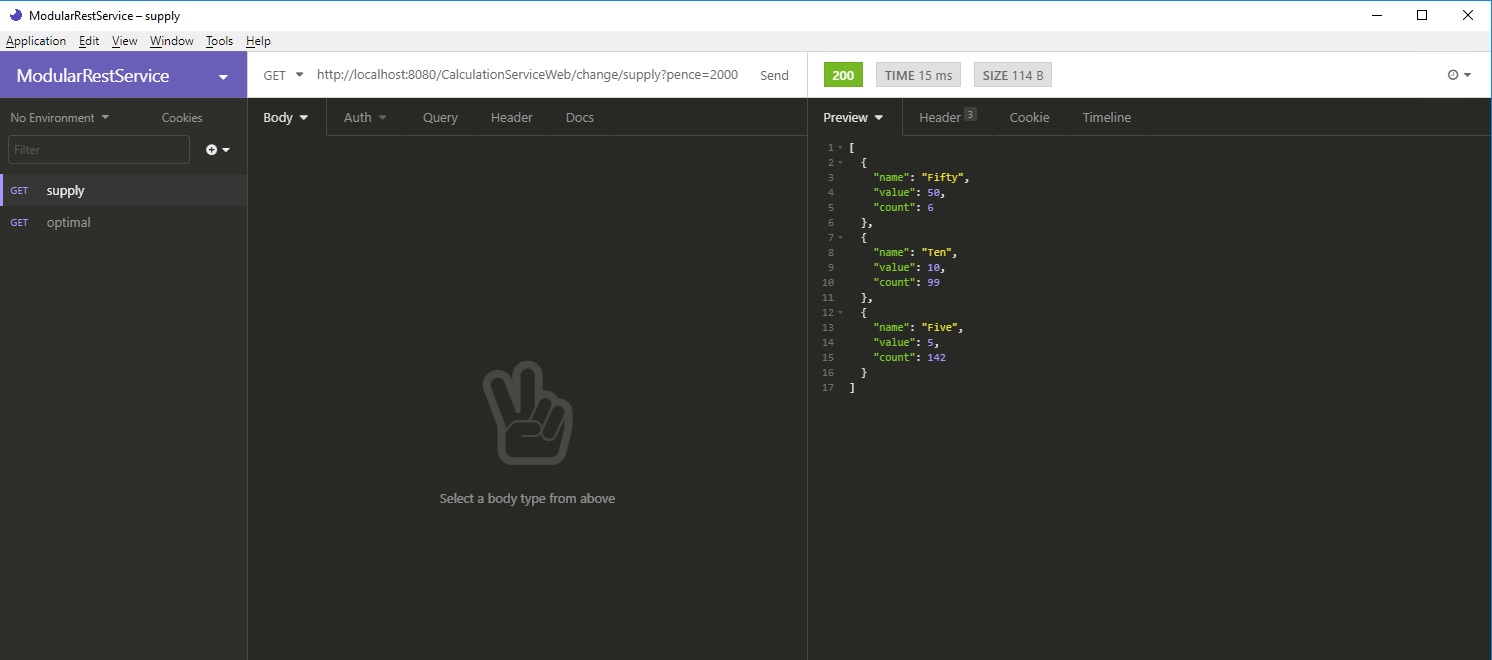 ModularRestService – supply
Application Edit View Window Tools Help
ModularRestService
GET http://localhost:8080/CalculationServiceWeb/change/supply?pence=2000 Send
200 TIME 15 ms SIZE 114 B
No Environment Cookies
Filter
GET supply
GET optimal
Body Auth Query Header Docs
Select a body type from above
Preview Header 3 Cookie Timeline
1 [
2 {
3 "name": "Fifty",
4 "value": 50,
5 "count": 6
6 },
7 {
8 "name": "Ten",
9 "value": 10,
10 "count": 99
11 },
12 {
13 "name": "Five",
14 "value": 5,
15 "count": 142
16 }
17 ]